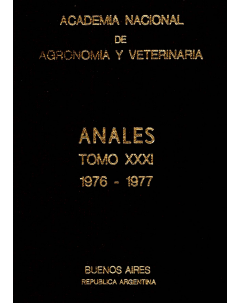 ACADEMIA NACIONAL
DE
AGRONOMIA Y VETERINARIA
ANALES
TOMO XXXI
1976 - 1977
BUENOS AIRES
REPUBLICA ARGENTINA